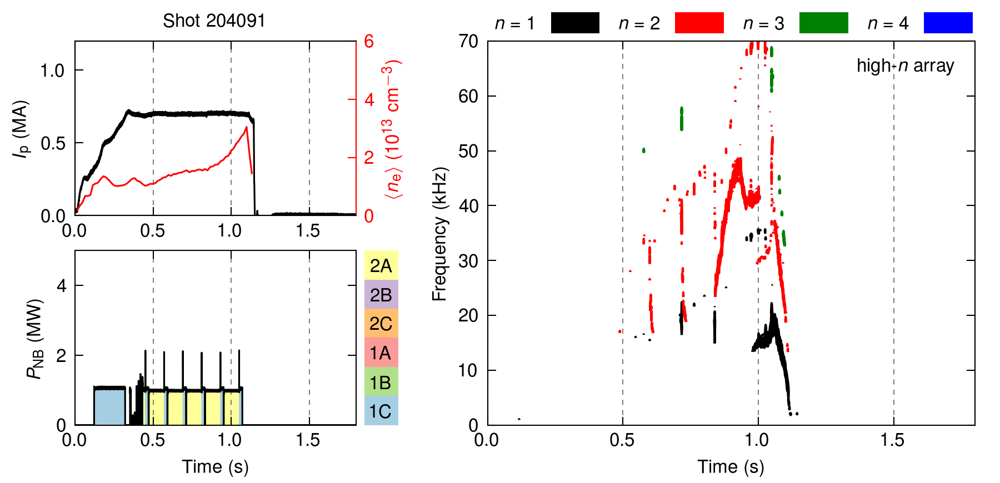 Shot 204091
1.0
0.5
0.0
I_p (MA)
6
4
2
0
⟨n_e⟩ (10^13 cm^−3)
0.0 0.5 1.0 1.5
4
2
0
P_NB (MW)
0.0 0.5 1.0 1.5
Time (s)
2A
2B
2C
1A
1B
1C
n = 1 n = 2 n = 3 n = 4
high-n array
70
60
50
40
30
20
10
0
Frequency (kHz)
0.0 0.5 1.0 1.5
Time (s)